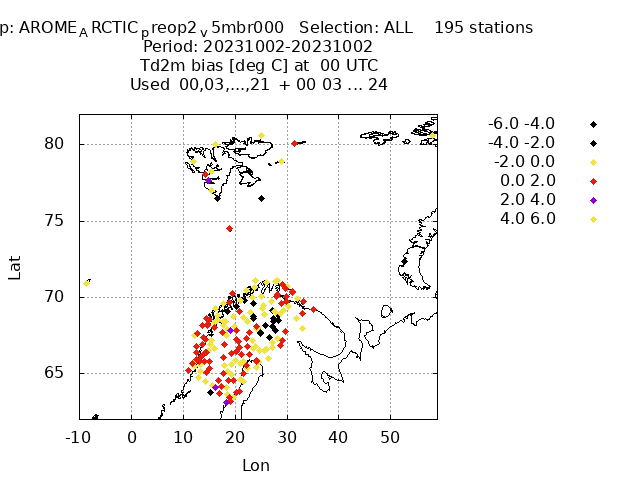 p: AROME_ARCTIC_preop2_v5mbr000 Selection: ALL 195 stations
Period: 20231002-20231002
Td2m bias [deg C] at 00 UTC
Used 00,03,...,21 + 00 03 ... 24
-6.0 -4.0
-4.0 -2.0
-2.0 0.0
0.0 2.0
2.0 4.0
4.0 6.0
80
75
70
65
Lat
-10 0 10 20 30 40 50
Lon